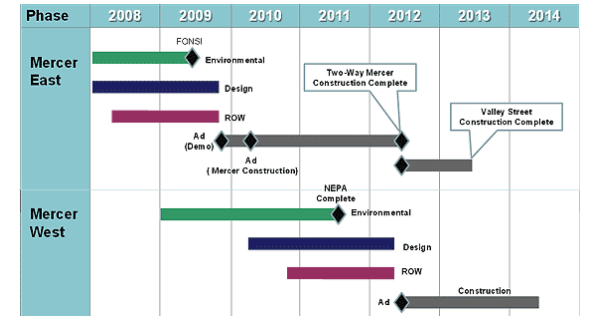 Phase 2008 2009 2010 2011 2012 2013 2014
Mercer
East
FONSI
Environmental
Two-Way Mercer
Construction Complete
Design
Valley Street
Construction Complete
ROW
Ad
(Demo)
Ad
( Mercer Construction)
Mercer
West
NEPA
Complete
Environmental
Design
ROW
Construction
Ad